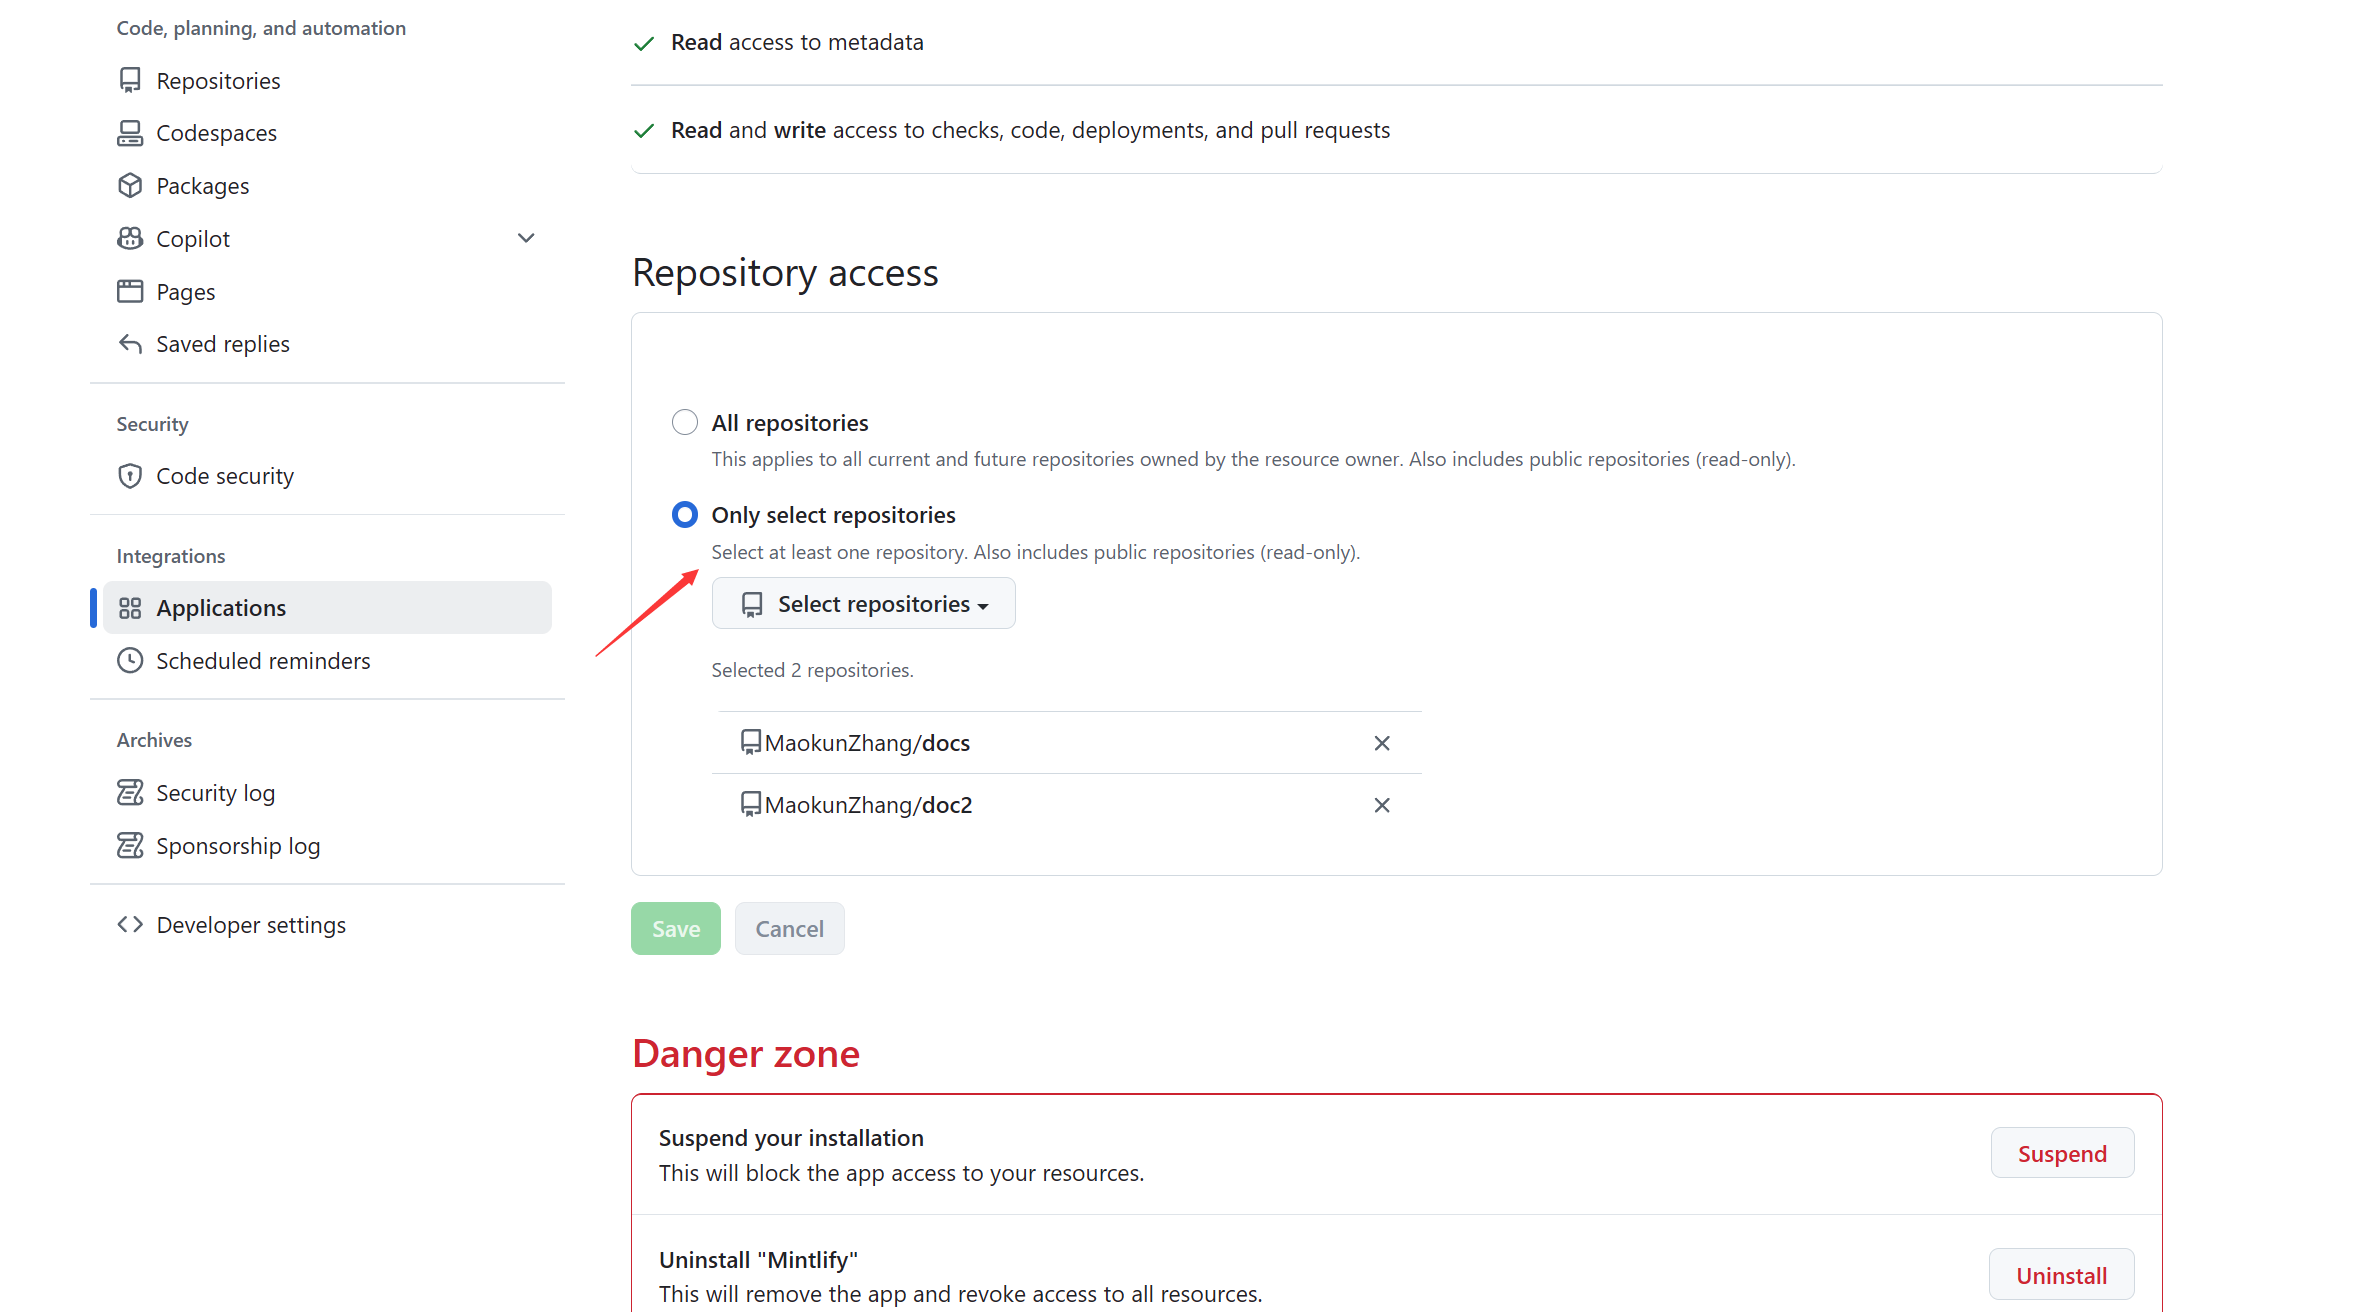 Code, planning, and automation
Repositories
Codespaces
Packages
Copilot
Pages
Saved replies
Security
Code security
Integrations
Applications
Scheduled reminders
Archives
Security log
Sponsorship log
Developer settings
Read access to metadata
Read and write access to checks, code, deployments, and pull requests
Repository access
All repositories
This applies to all current and future repositories owned by the resource owner. Also includes public repositories (read-only).
Only select repositories
Select at least one repository. Also includes public repositories (read-only).
Select repositories
Selected 2 repositories.
MaokunZhang/docs
MaokunZhang/doc2
Save Cancel
Danger zone
Suspend your installation
This will block the app access to your resources.
Suspend
Uninstall "Mintlify"
This will remove the app and revoke access to all resources.
Uninstall